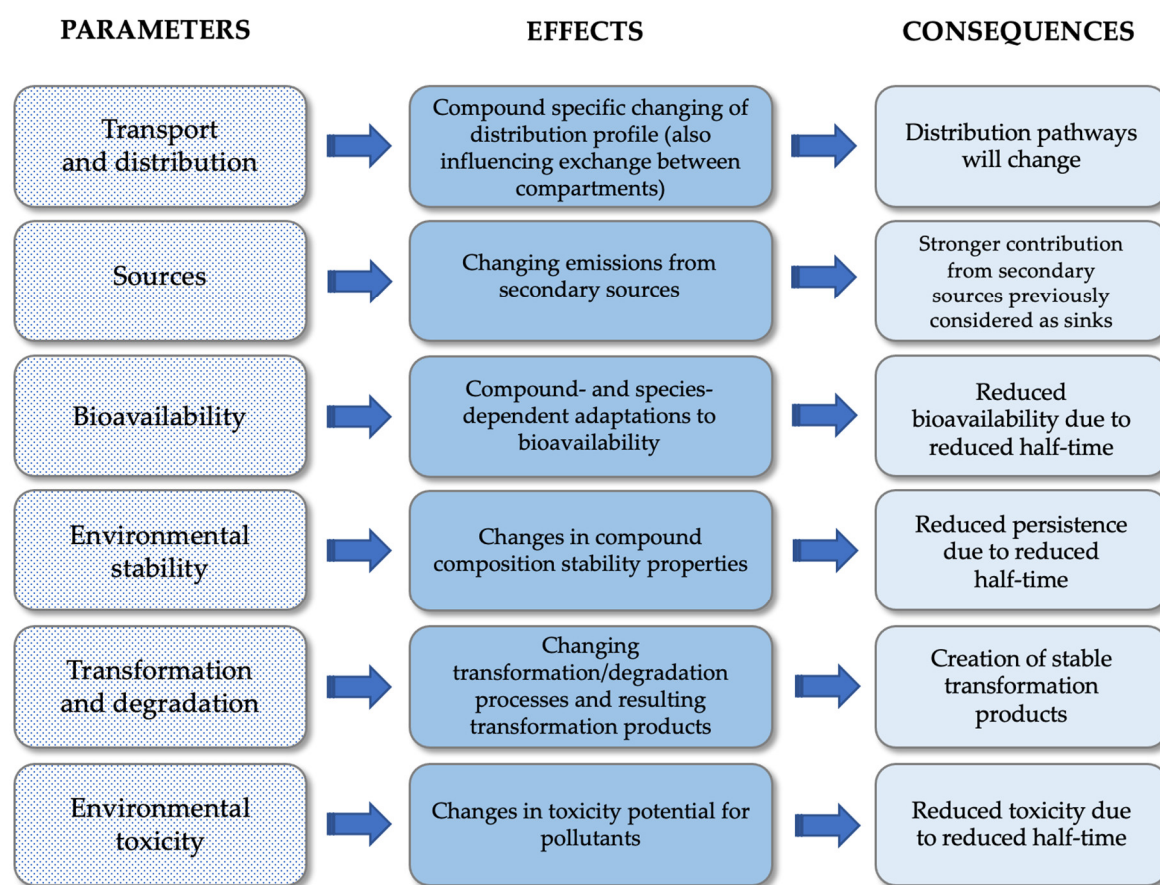 PARAMETERS
EFFECTS
CONSEQUENCES
Transport
and distribution
Compound specific changing of
distribution profile (also
influencing exchange between
compartments)
Distribution pathways
will change
Sources
Changing emissions from
secondary sources
Stronger contribution
from secondary
sources previously
considered as sinks
Bioavailability
Compound- and species-
dependent adaptations to
bioavailability
Reduced
bioavailability due to
reduced half-time
Environmental
stability
Changes in compound
composition stability properties
Reduced persistence
due to reduced
half-time
Transformation
and degradation
Changing
transformation/degradation
processes and resulting
transformation products
Creation of stable
transformation
products
Environmental
toxicity
Changes in toxicity potential for
pollutants
Reduced toxicity due
to reduced half-time